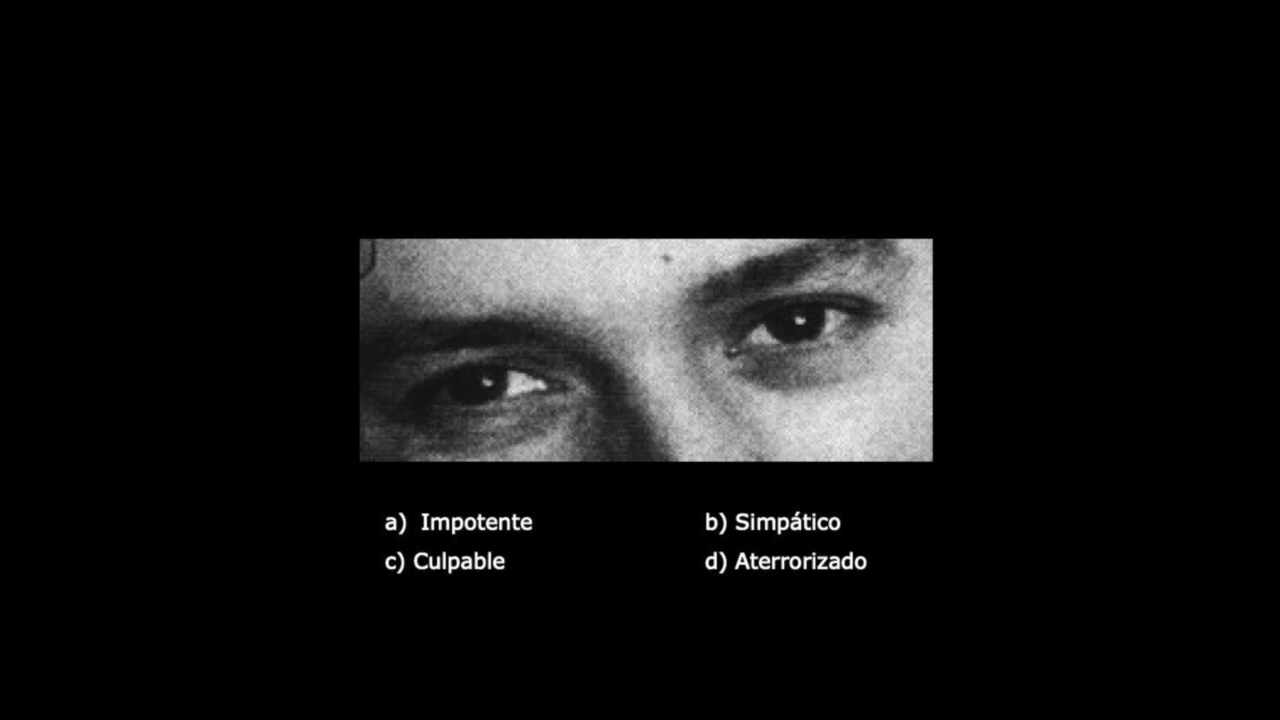 a) Impotente
b) Simpático
c) Culpable
d) Aterrorizado